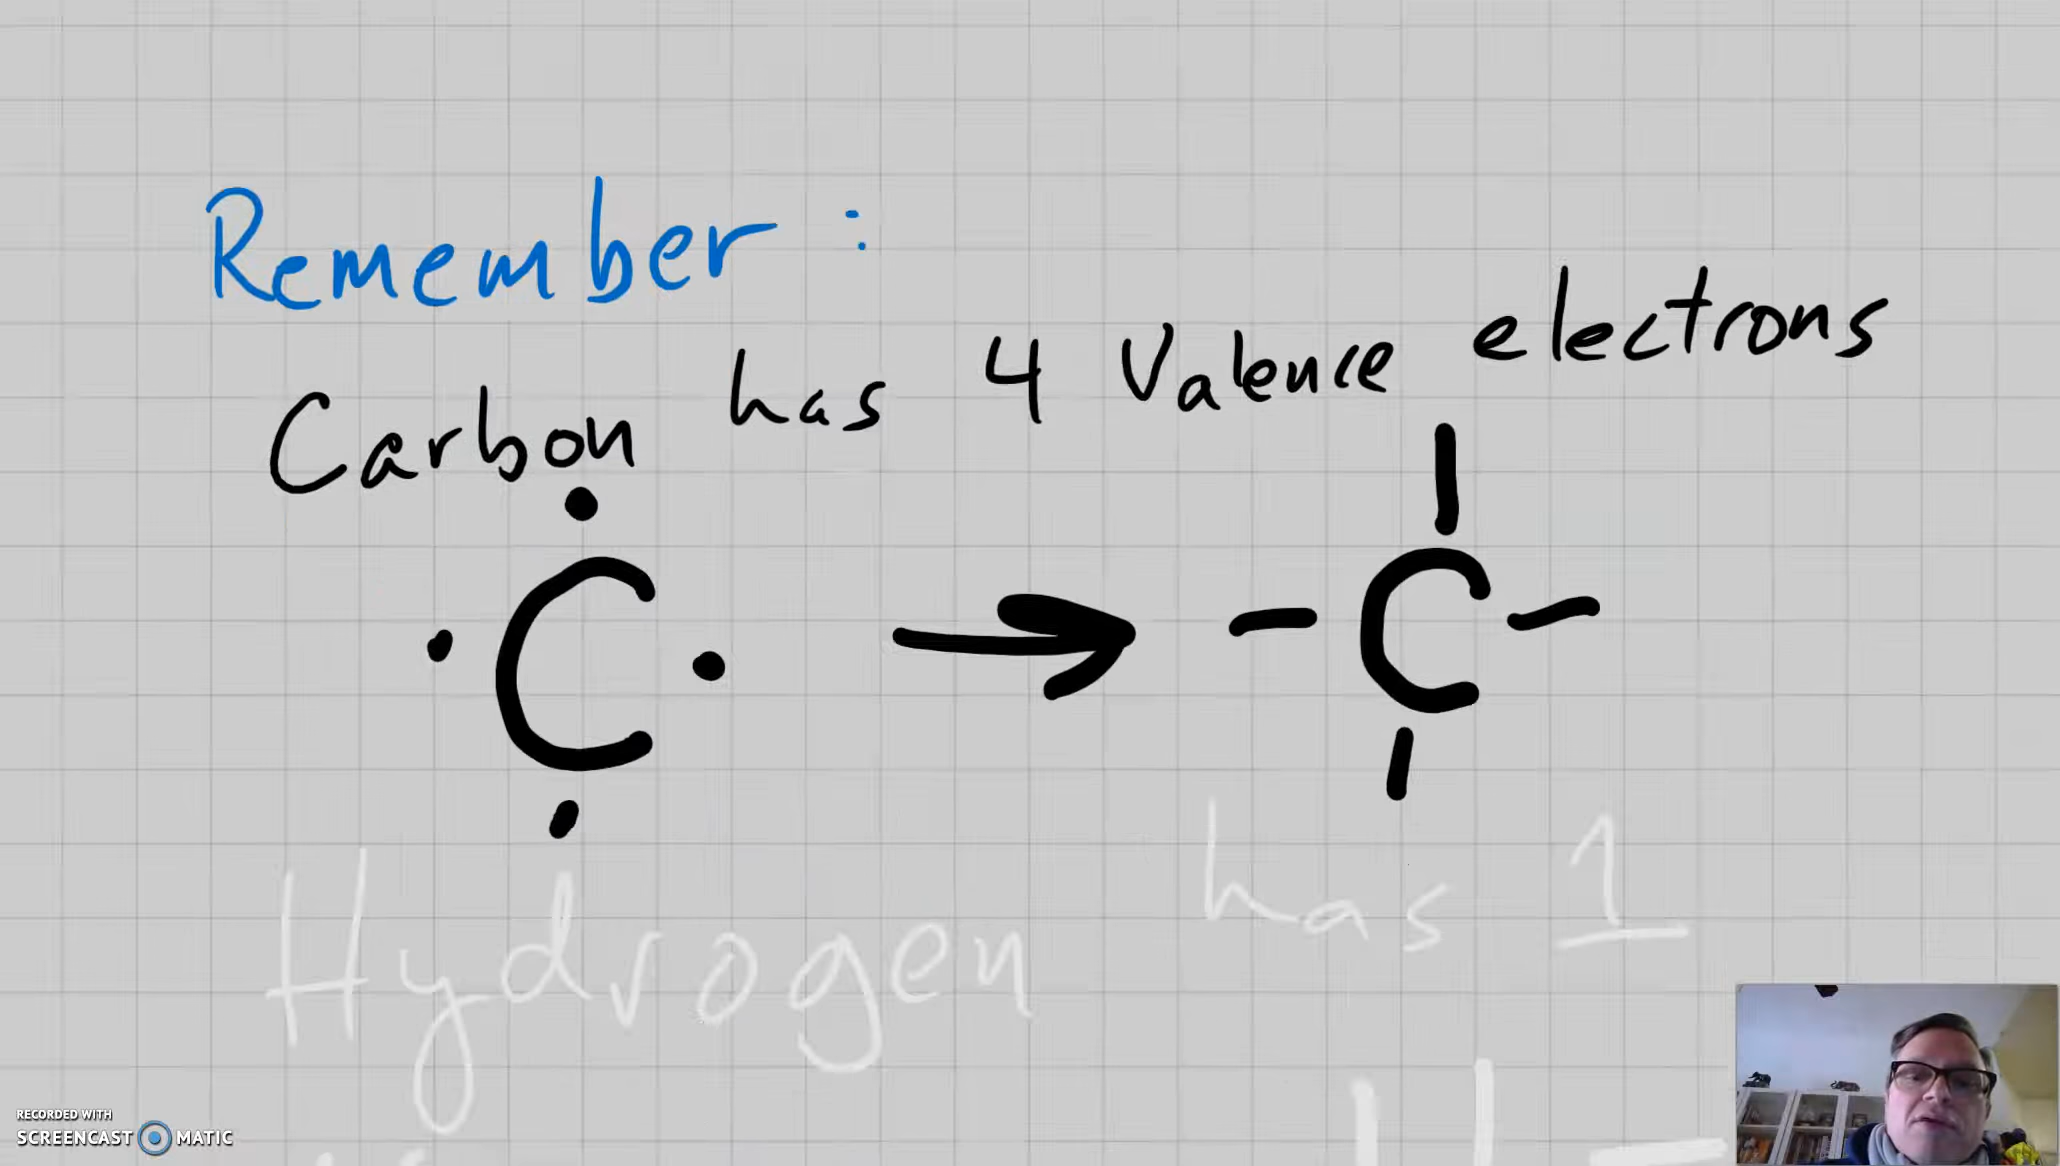 Remember:
Carbon has 4 Valence electrons
C → C
Hydrogen has 1
H
RECORDED WITH
SCREENCAST MATIC